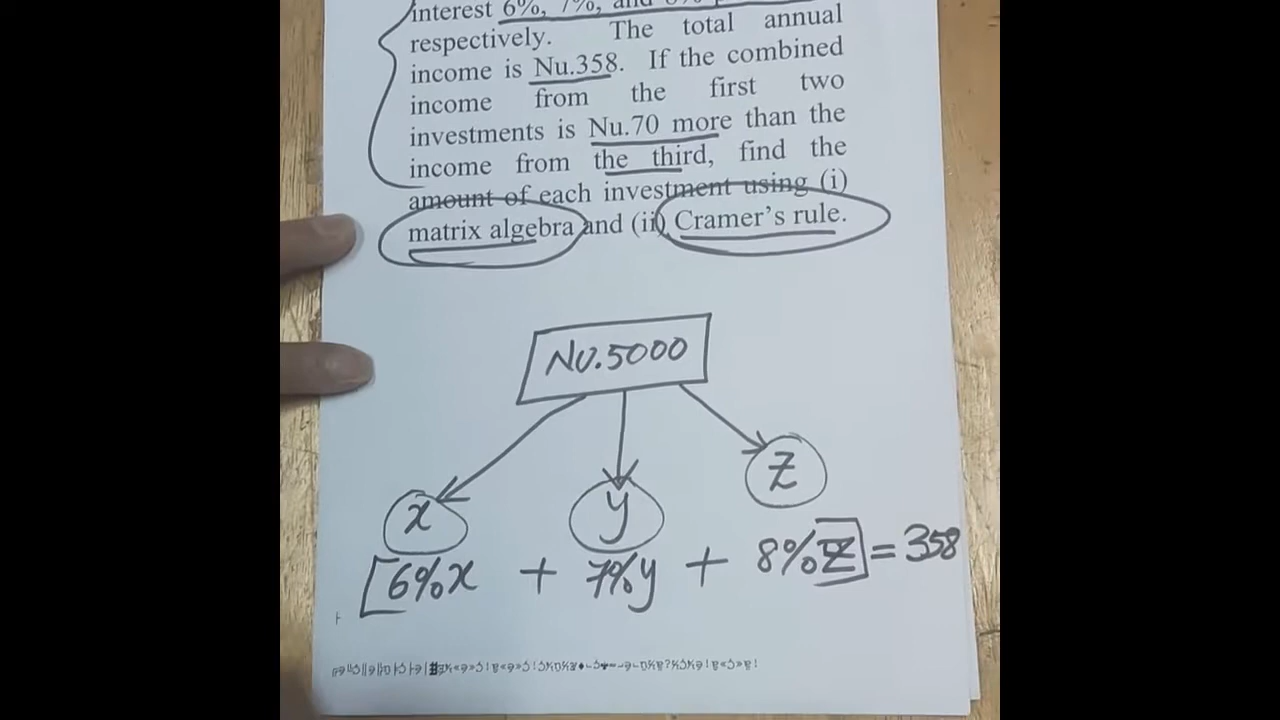 interest 6%, 7%, and 8%
respectively. The total annual
income is Nu.358. If the combined
income from the first two
investments is Nu.70 more than the
income from the third, find the
amount of each investment using (i)
matrix algebra and (ii) Cramer's rule.
NU.5000
x y z
6%x + 7%y + 8%z = 358